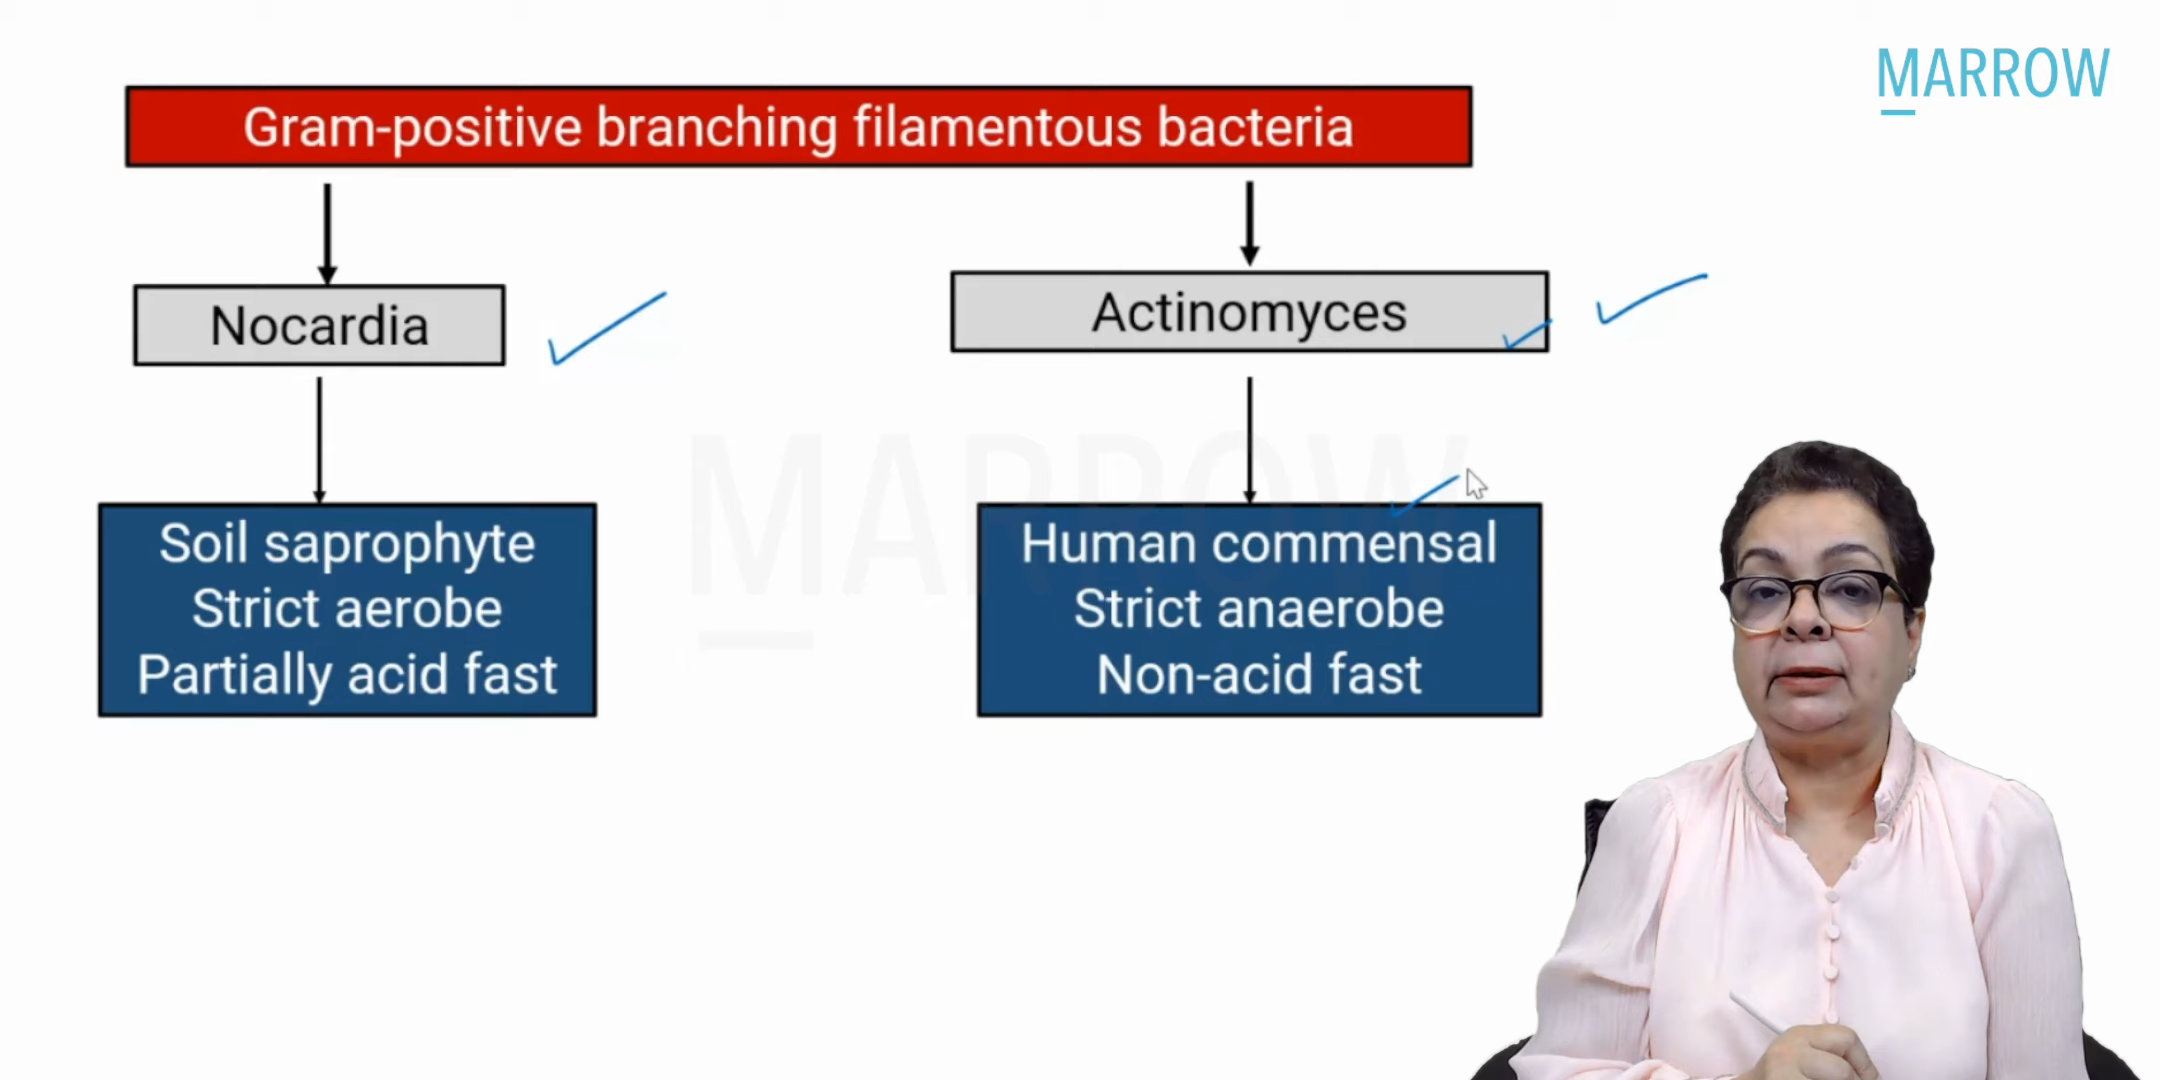 MARROW
Gram-positive branching filamentous bacteria
Nocardia
Actinomyces
MARROW
Soil saprophyte
Strict aerobe
Partially acid fast
Human commensal
Strict anaerobe
Non-acid fast